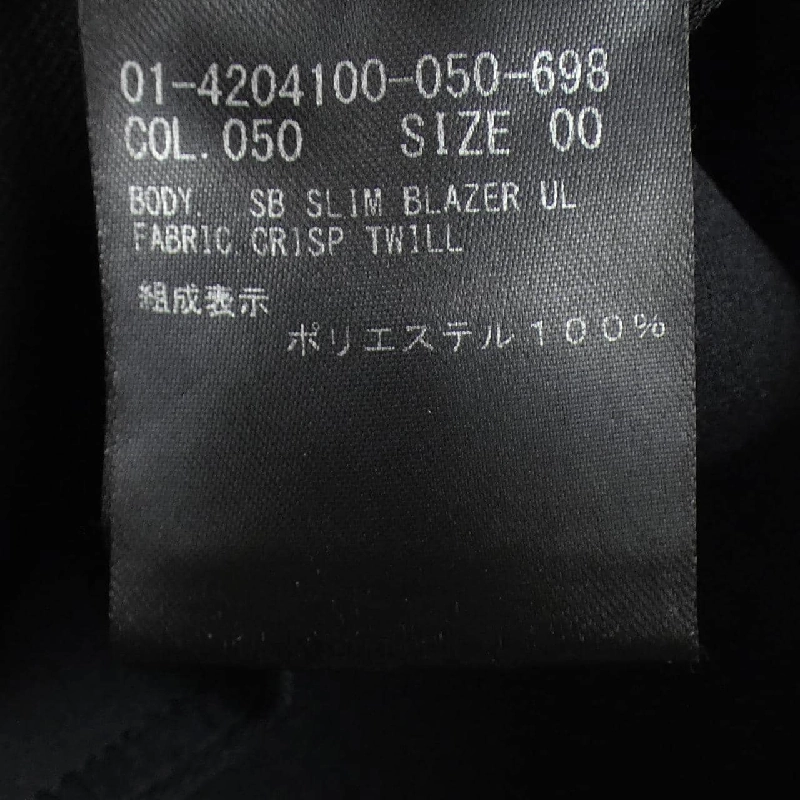 01-4204100-050-698
COL.050 SIZE 00
BODY. SB SLIM BLAZER UL
FABRIC.CRISP TWILL
組成表示
ポリエステル１００％